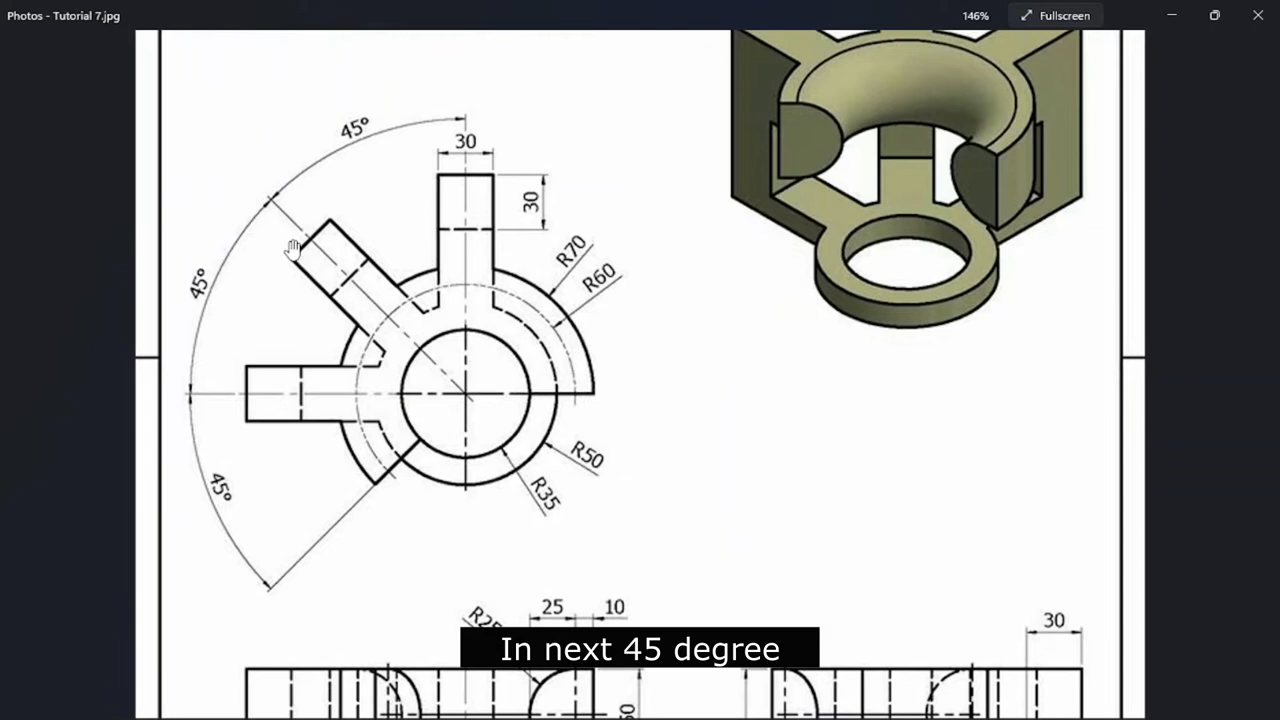 Photos - Tutorial 7.jpg
146%
Fullscreen
45°
30
30
R70
R60
45°
R50
45°
R35
25
10
30
In next 45 degree